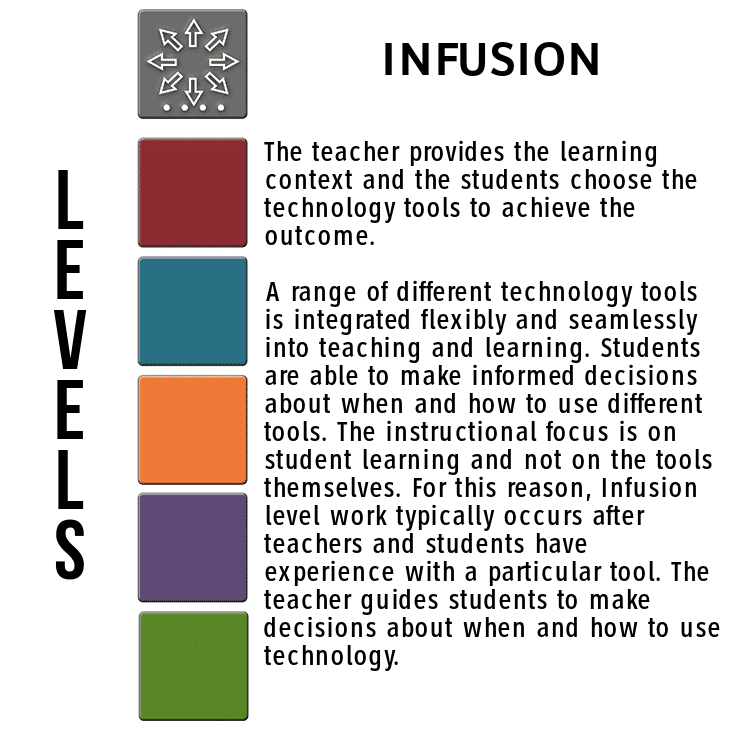 INFUSION
LEVELS
The teacher provides the learning
context and the students choose the
technology tools to achieve the
outcome.
A range of different technology tools
is integrated flexibly and seamlessly
into teaching and learning. Students
are able to make informed decisions
about when and how to use different
tools. The instructional focus is on
student learning and not on the tools
themselves. For this reason, Infusion
level work typically occurs after
teachers and students have
experience with a particular tool. The
teacher guides students to make
decisions about when and how to use
technology.